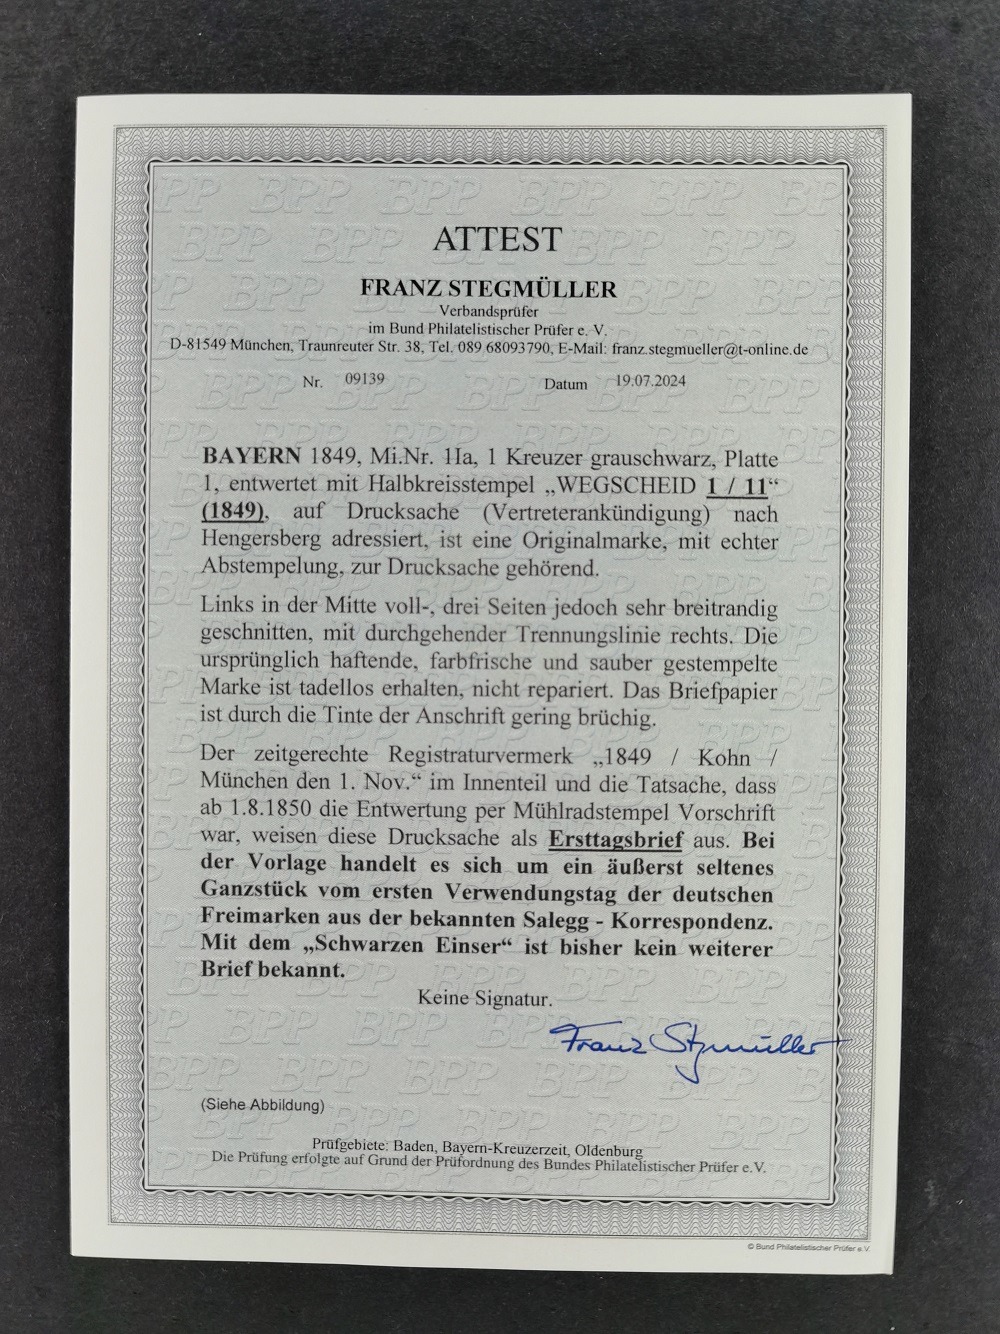 ATTEST
FRANZ STEGMÜLLER
Verbandsprüfer
im Bund Philatelistischer Prüfer e. V.
D-81549 München, Traunreuter Str. 38, Tel. 089 68093790, E-Mail: franz.stegmueller@t-online.de
Nr. 09139 Datum 19.07.2024
BAYERN 1849, Mi.Nr. 1Ia, 1 Kreuzer grauschwarz, Platte
1, entwertet mit Halbkreisstempel „WEGSCHEID 1 / 11“
(1849), auf Drucksache (Vertreterankündigung) nach
Hengersberg adressiert, ist eine Originalmarke, mit echter
Abstempelung, zur Drucksache gehörend.
Links in der Mitte voll-, drei Seiten jedoch sehr breitrandig
geschnitten, mit durchgehender Trennungslinie rechts. Die
ursprünglich haftende, farbfrische und sauber gestempelte
Marke ist tadellos erhalten, nicht repariert. Das Briefpapier
ist durch die Tinte der Anschrift gering brüchig.
Der zeitgerechte Registraturvermerk „1849 / Kohn /
München den 1. Nov.“ im Innenteil und die Tatsache, dass
ab 1.8.1850 die Entwertung per Mühlradstempel Vorschrift
war, weisen diese Drucksache als Ersttagsbrief aus. Bei
der Vorlage handelt es sich um ein äußerst seltenes
Ganzstück vom ersten Verwendungstag der deutschen
Freimarken aus der bekannten Salegg - Korrespondenz.
Mit dem „Schwarzen Einser“ ist bisher kein weiterer
Brief bekannt.
Keine Signatur.
Franz Stegmüller
(Siehe Abbildung)
Prüfgebiete: Baden, Bayern-Kreuzerzeit, Oldenburg
Die Prüfung erfolgte auf Grund der Prüfordnung des Bundes Philatelistischer Prüfer e.V.
© Bund Philatelistischer Prüfer e.V.